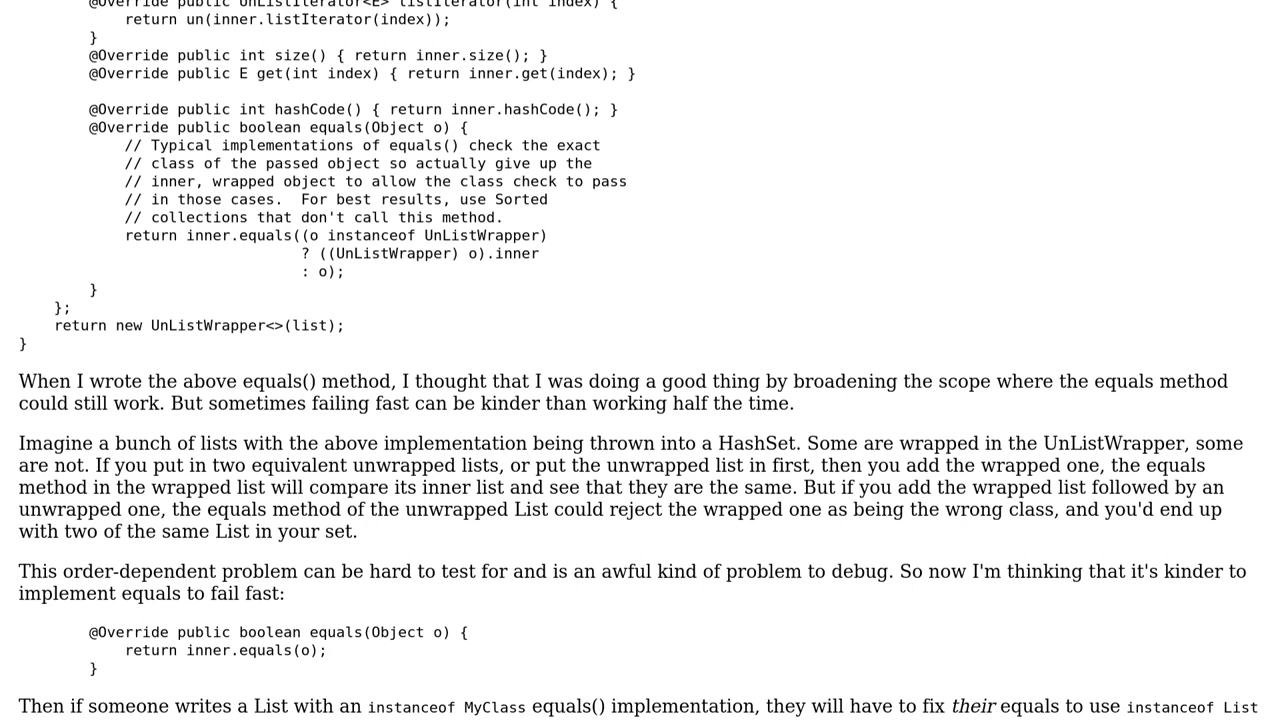 @Override public UnListIterator<E> listIterator(int index) {
return un(inner.listIterator(index));
}
@Override public int size() { return inner.size(); }
@Override public E get(int index) { return inner.get(index); }
@Override public int hashCode() { return inner.hashCode(); }
@Override public boolean equals(Object o) {
// Typical implementations of equals() check the exact
// class of the passed object so actually give up the
// inner, wrapped object to allow the class check to pass
// in those cases.  For best results, use Sorted
// collections that don't call this method.
return inner.equals((o instanceof UnListWrapper)
? ((UnListWrapper) o).inner
: o);
}
};
return new UnListWrapper<>(list);
}
When I wrote the above equals() method, I thought that I was doing a good thing by broadening the scope where the equals method
could still work. But sometimes failing fast can be kinder than working half the time.
Imagine a bunch of lists with the above implementation being thrown into a HashSet. Some are wrapped in the UnListWrapper, some
are not. If you put in two equivalent unwrapped lists, or put the unwrapped list in first, then you add the wrapped one, the equals
method in the wrapped list will compare its inner list and see that they are the same. But if you add the wrapped list followed by an
unwrapped one, the equals method of the unwrapped List could reject the wrapped one as being the wrong class, and you'd end up
with two of the same List in your set.
This order-dependent problem can be hard to test for and is an awful kind of problem to debug. So now I'm thinking that it's kinder to
implement equals to fail fast:
@Override public boolean equals(Object o) {
return inner.equals(o);
}
Then if someone writes a List with an instanceof MyClass equals() implementation, they will have to fix their equals to use instanceof List